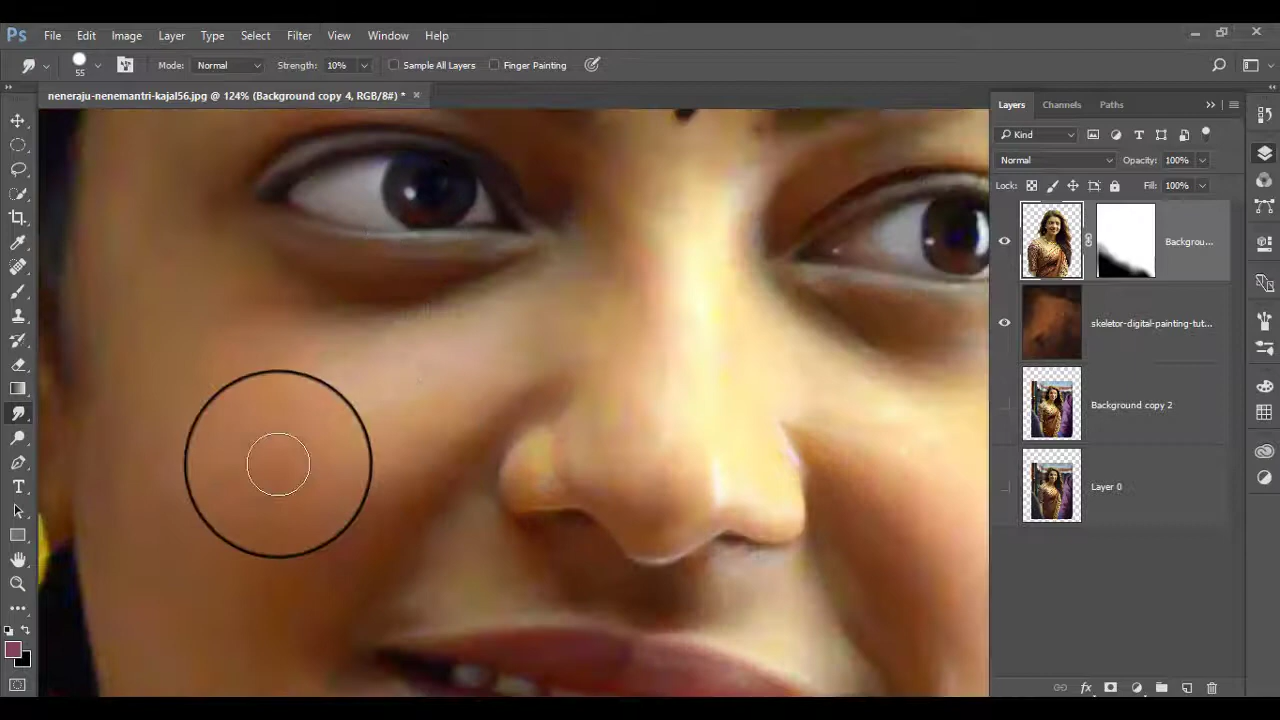 Ps File Edit Image Layer Type Select Filter View Window Help
55 Mode: Normal Strength: 10% Sample All Layers Finger Painting
neneraju-nenemantri-kajal56.jpg @ 124% (Background copy 4, RGB/8#) * ×
Layers Channels Paths
Kind
Normal Opacity: 100%
Lock: Fill: 100%
Backgrou...
skeletor-digital-painting-tut...
Background copy 2
Layer 0
fx